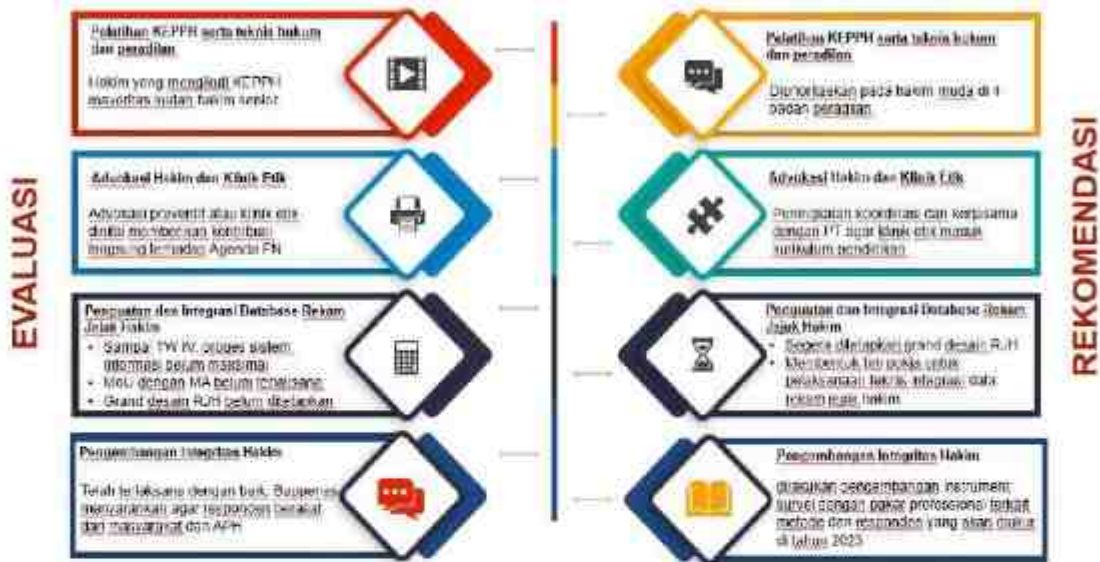 EVALUASI
Pelatihan KEPPH serta teknis hukum
dan peradilan
Hakim yang mengikuti KEPPH
mayoritas bukan hakim senior
Advokasi Hakim dan Klinik Etik
Advokasi preventif atau klinik etik
dinilai memberikan kontribusi
langsung terhadap Agenda PN
Penguatan dan Integrasi Database Rekam
Jejak Hakim
• Sampai TW IV, progres sistem
informasi belum maksimal
• MoU dengan MA belum terlaksana
• Grand desain RJH belum ditetapkan
Pengembangan Integritas Hakim
Telah terlaksana dengan baik, Bappenas
menyarankan agar responden berasal
dari masyarakat dan APH
Pelatihan KEPPH serta teknis hukum
dan peradilan
Diprioritaskan pada hakim muda di 4
badan peradilan
Advokasi Hakim dan Klinik Etik
Peningkatan koordinasi dan kerjasama
dengan PT agar klinik etik masuk
kurikulum pendidikan
Penguatan dan Integrasi Database Rekam
Jejak Hakim
• Segera ditetapkan grand desain RJH
• Membentuk tim pokja untuk
pelaksanaan teknis integrasi data
rekam jejak hakim
Pengembangan Integritas Hakim
dilakukan pengembangan instrument
survei dengan pakar professional terkait
metode dan responden yang akan diukur
di tahun 2023
REKOMENDASI